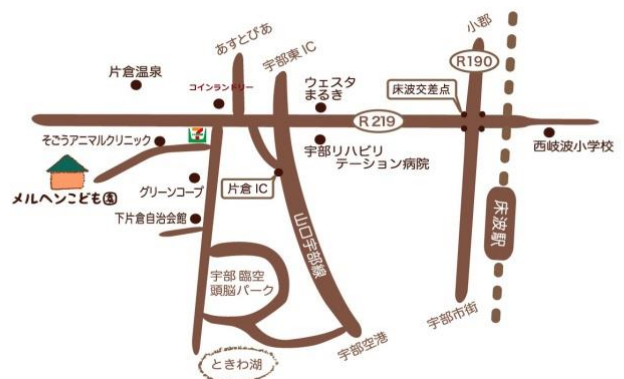 小郡
あすとぴあ
宇部東IC
R190
片倉温泉
コインランドリー
ウェスタ
まるき
床波交差点
R 219
7
そごうアニマルクリニック
宇部リハビリ
テーション病院
西岐波小学校
メルヘンこども園
グリーンコープ
片倉 IC
下片倉自治会館
山口宇部線
床波駅
宇部 臨空
頭脳パーク
宇部市街
宇部空港
ときわ湖